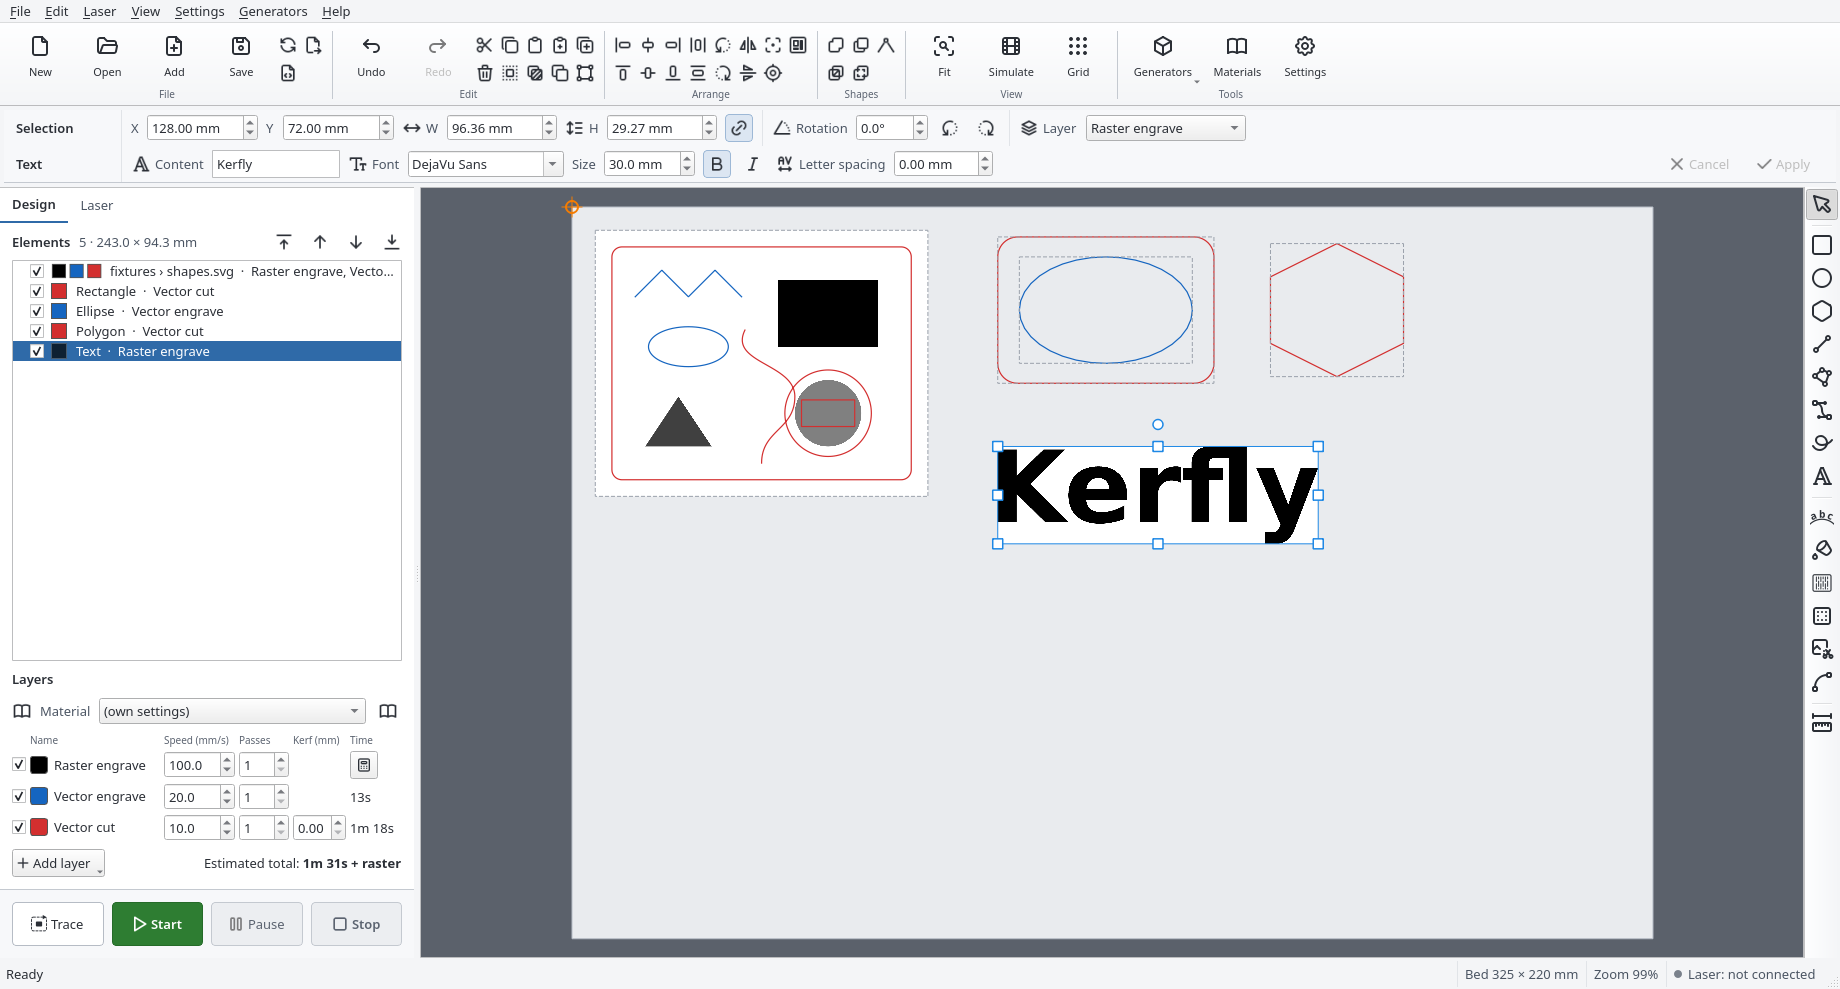 File Edit Laser View Settings Generators Help
New Open Add Save Undo Redo Fit Simulate Grid Generators Materials Settings
File Edit Arrange Shapes View Tools
Selection X 128.00 mm Y 72.00 mm W 96.36 mm H 29.27 mm Rotation 0.0° Layer Raster engrave
Text Content Kerfly Font DejaVu Sans Size 30.0 mm B I Letter spacing 0.00 mm Cancel Apply
Design Laser
Elements 5 · 243.0 × 94.3 mm
fixtures › shapes.svg · Raster engrave, Vecto...
Rectangle · Vector cut
Ellipse · Vector engrave
Polygon · Vector cut
Text · Raster engrave
Kerfly
Layers
Material (own settings)
Name Speed (mm/s) Passes Kerf (mm) Time
Raster engrave 100.0 1
Vector engrave 20.0 1 13s
Vector cut 10.0 1 0.00 1m 18s
Add layer Estimated total: 1m 31s + raster
Trace Start Pause Stop
Ready Bed 325 × 220 mm Zoom 99% Laser: not connected